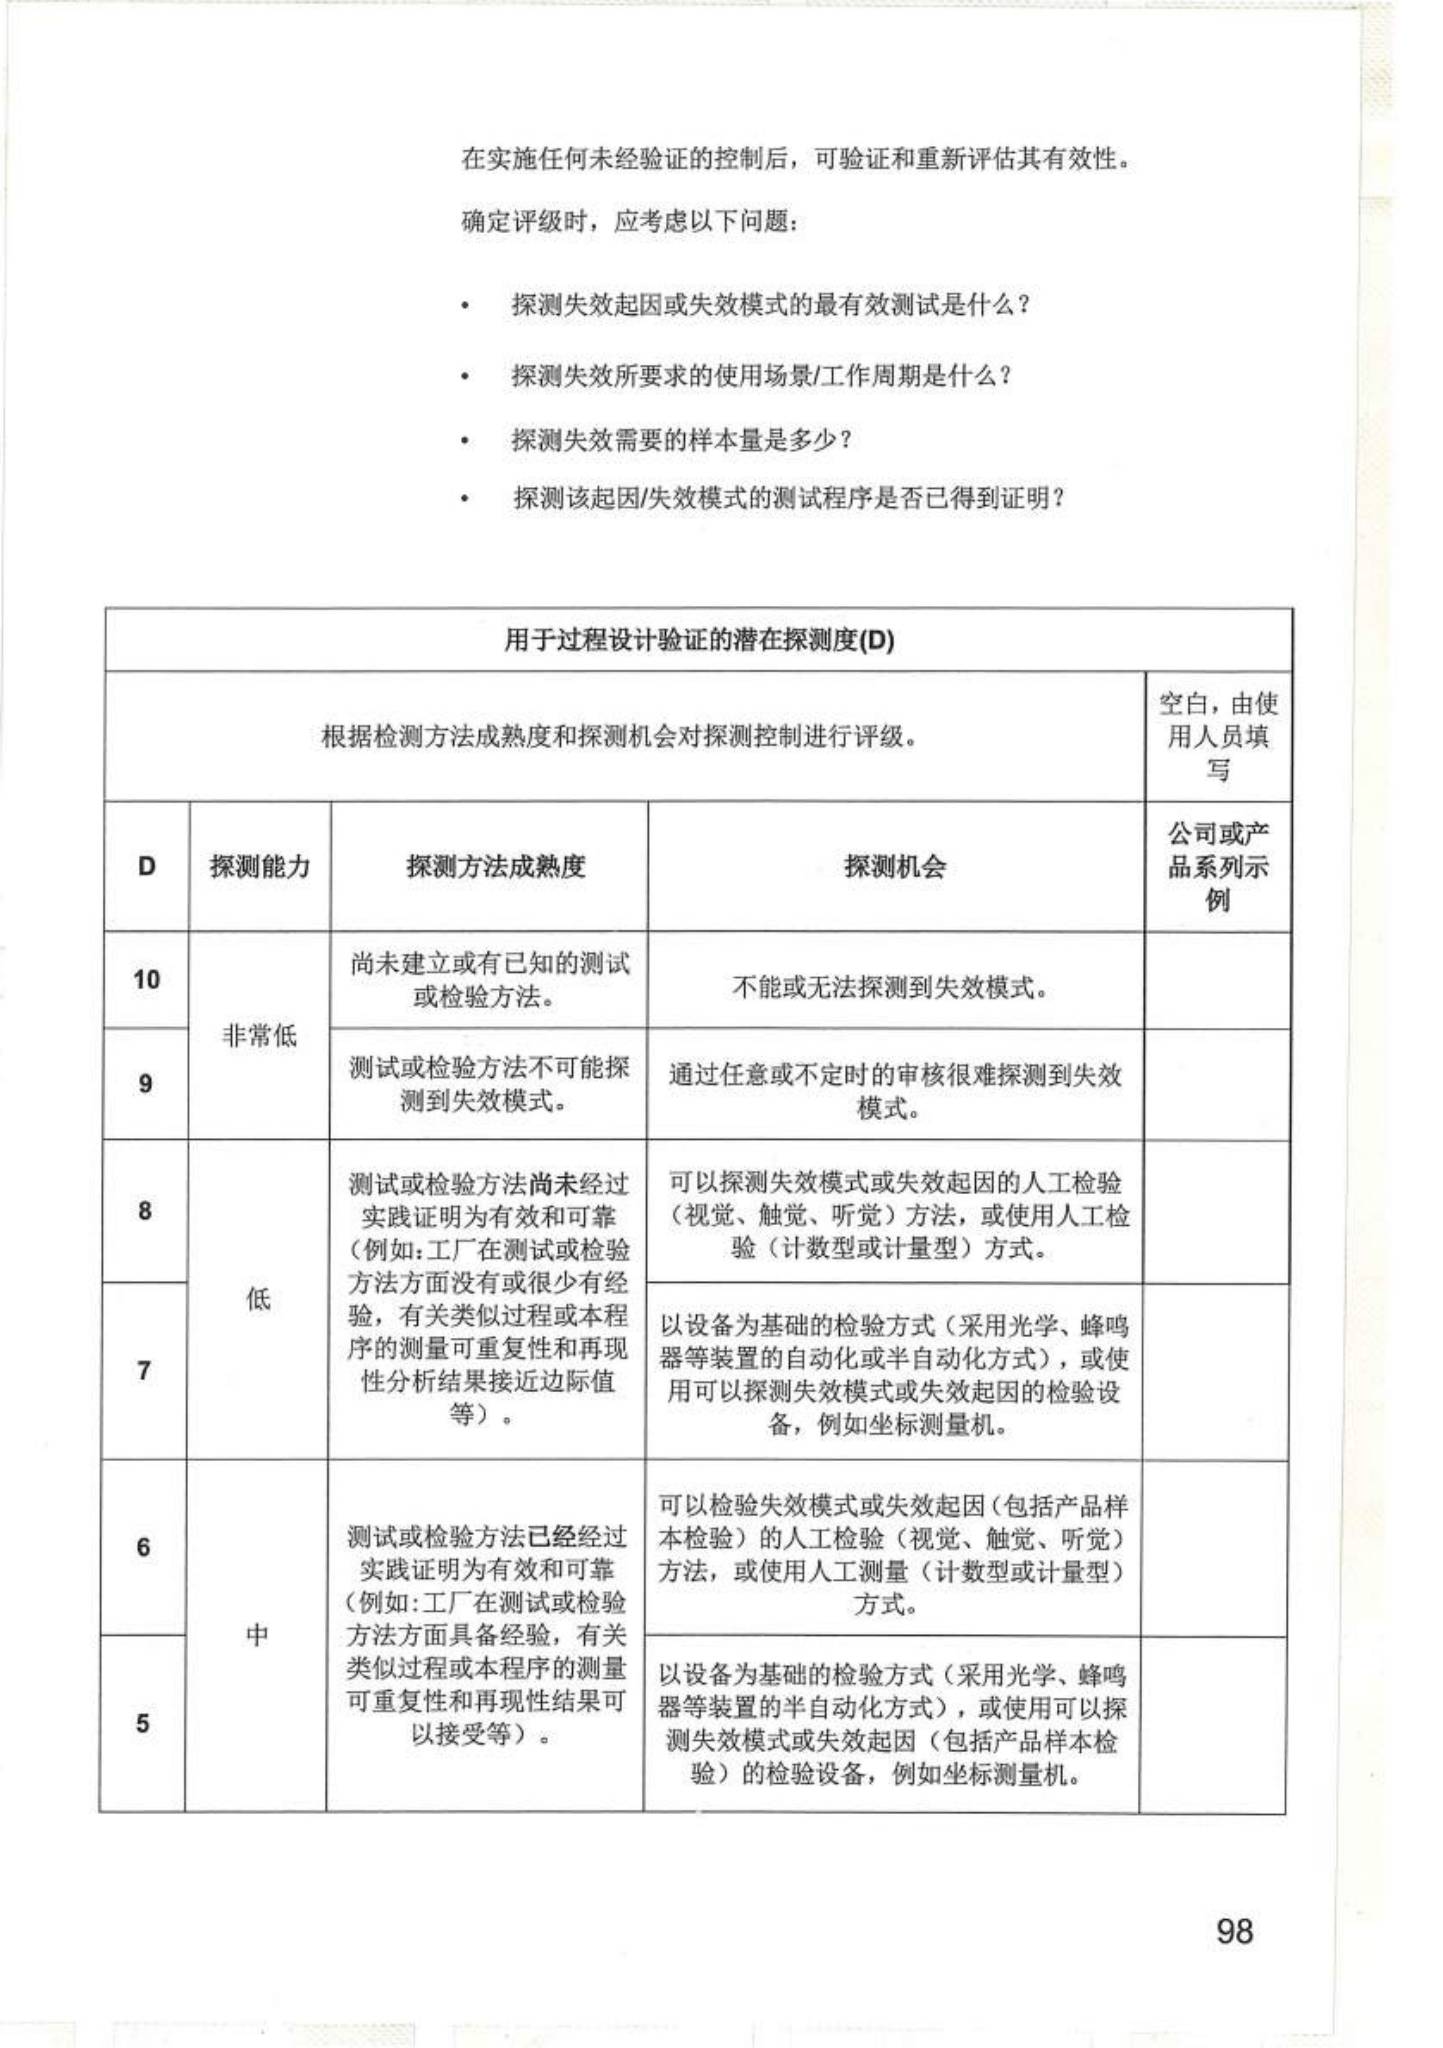 在实施任何未经验证的控制后，可验证和重新评估其有效性。
确定评级时，应考虑以下问题：
• 探测失效起因或失效模式的最有效测试是什么？
• 探测失效所要求的使用场景/工作周期是什么？
• 探测失效需要的样本量是多少？
• 探测该起因/失效模式的测试程序是否已得到证明？
用于过程设计验证的潜在探测度(D)
根据检测方法成熟度和探测机会对探测控制进行评级。
空白，由使
用人员填
写
D
探测能力
探测方法成熟度
探测机会
公司或产
品系列示
例
10
非常低
尚未建立或有已知的测试
或检验方法。
不能或无法探测到失效模式。
9
测试或检验方法不可能探
测到失效模式。
通过任意或不定时的审核很难探测到失效
模式。
8
低
测试或检验方法尚未经过
实践证明为有效和可靠
（例如：工厂在测试或检验
方法方面没有或很少有经
验，有关类似过程或本程
序的测量可重复性和再现
性分析结果接近边际值
等）。
可以探测失效模式或失效起因的人工检验
（视觉、触觉、听觉）方法，或使用人工检
验（计数型或计量型）方式。
7
以设备为基础的检验方式（采用光学、蜂鸣
器等装置的自动化或半自动化方式），或使
用可以探测失效模式或失效起因的检验设
备，例如坐标测量机。
6
中
测试或检验方法已经经过
实践证明为有效和可靠
（例如：工厂在测试或检验
方法方面具备经验，有关
类似过程或本程序的测量
可重复性和再现性结果可
以接受等）。
可以检验失效模式或失效起因（包括产品样
本检验）的人工检验（视觉、触觉、听觉）
方法，或使用人工测量（计数型或计量型）
方式。
5
以设备为基础的检验方式（采用光学、蜂鸣
器等装置的半自动化方式），或使用可以探
测失效模式或失效起因（包括产品样本检
验）的检验设备，例如坐标测量机。
98